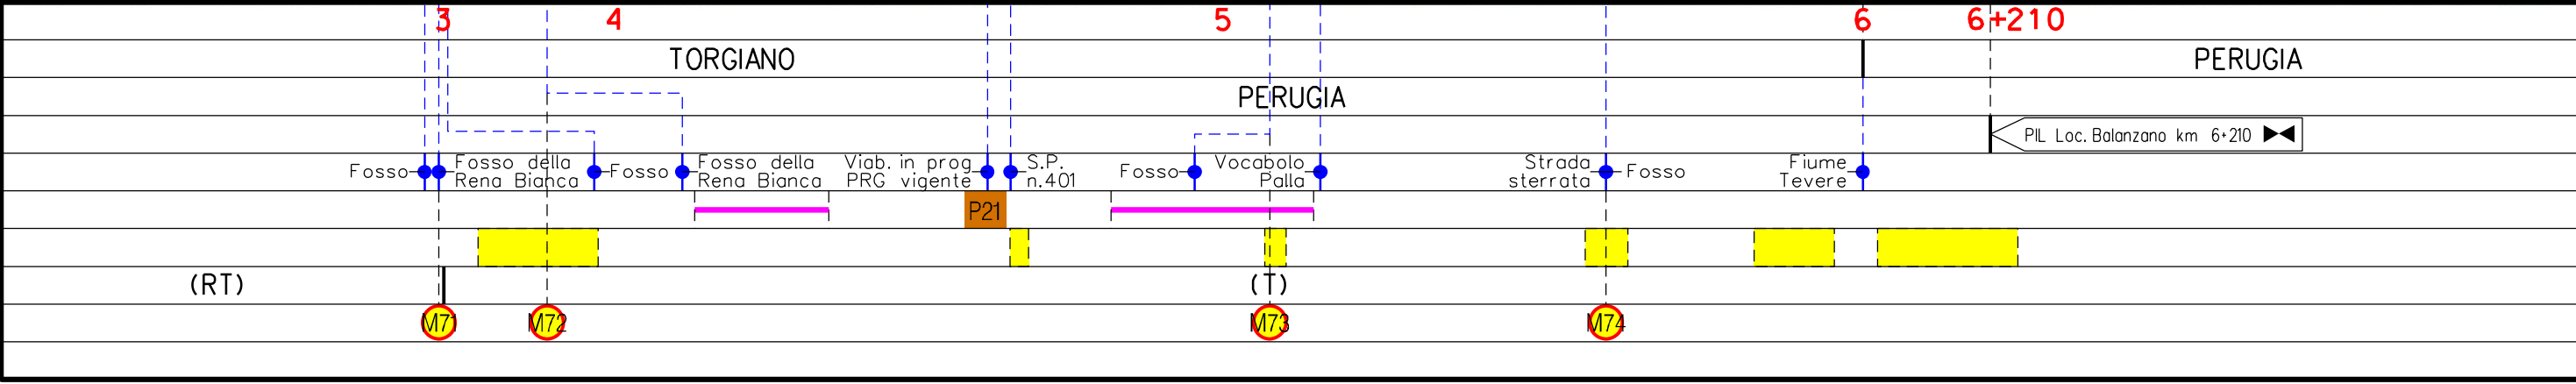 3 4 5 6 6+210
TORGIANO PERUGIA
PERUGIA
PIL Loc. Balanzano km 6+210
Fosso
Fosso della
Rena Bianca
Fosso
Fosso della
Rena Bianca
Viab. in prog
PRG vigente
S.P.
n.401
Fosso
Vocabolo
Palla
Strada
sterrata
Fosso
Fiume
Tevere
P21
(RT) (T)
M71 M72 M73 M74